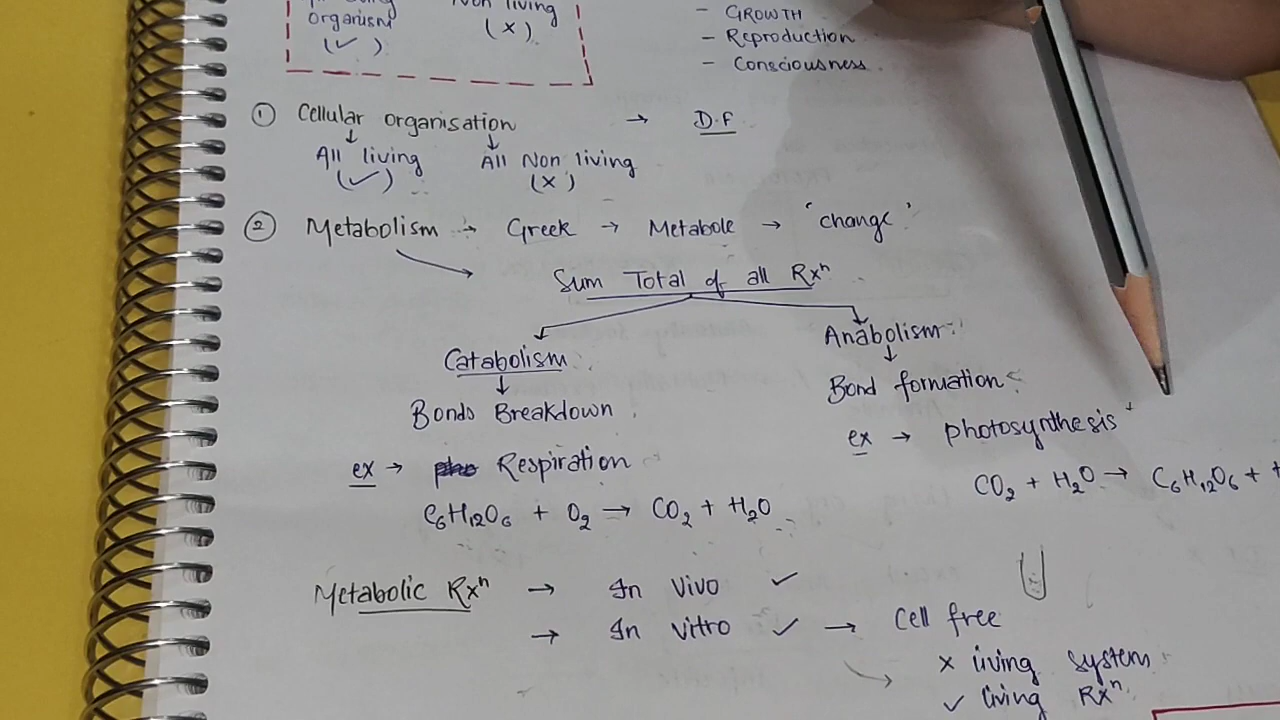 organism Non living
(✓) (×)
- GROWTH
- Reproduction
- Consciousness
① Cellular organisation → D.F
↓ ↓
All living All Non living
(✓) (×)
② Metabolism → Greek → Metabole → 'change'
Sum Total of all Rxⁿ
Catabolism Anabolism
↓ ↓
Bonds Breakdown Bond formation
ex → Respiration ex → photosynthesis
C₆H₁₂O₆ + O₂ → CO₂ + H₂O CO₂ + H₂O → C₆H₁₂O₆ +
Metabolic Rxⁿ → In vivo ✓
→ In vitro ✓ → Cell free
× living system
✓ living Rxⁿ